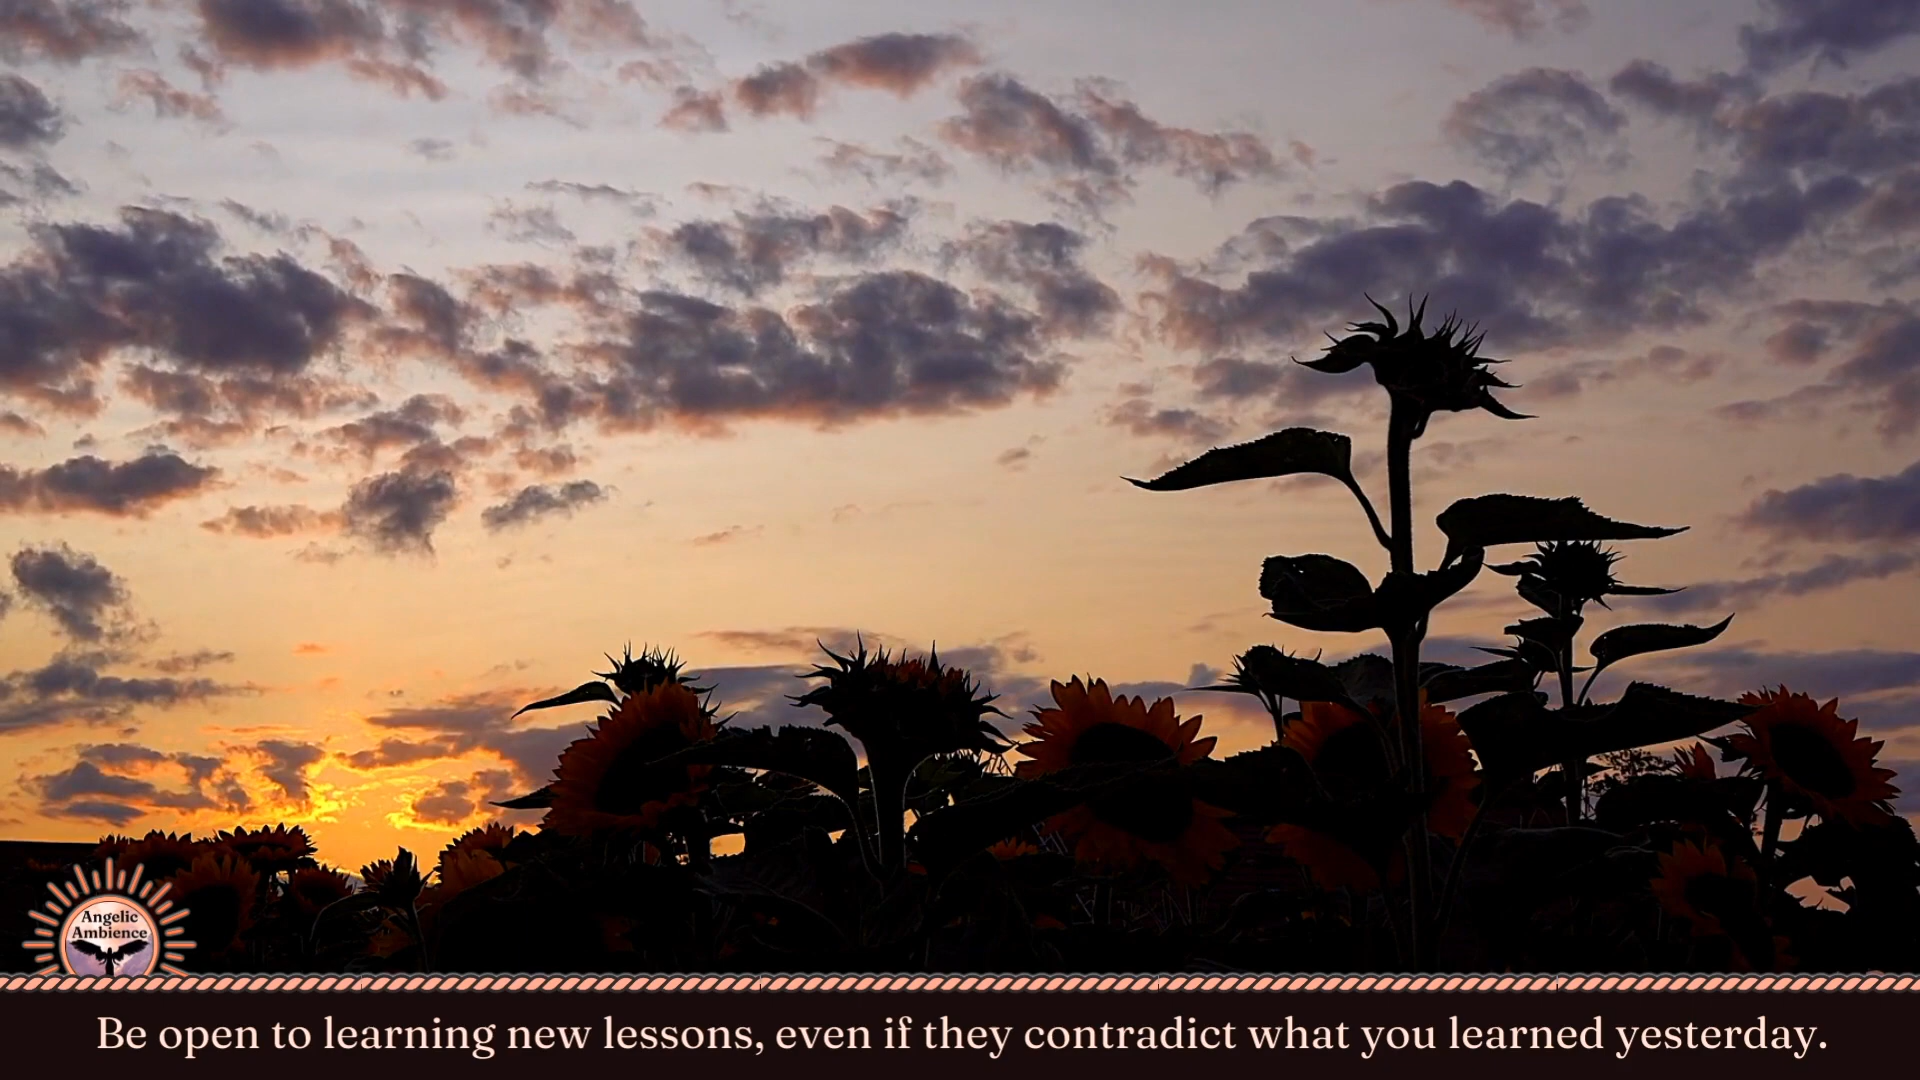 Angelic
Ambience
Be open to learning new lessons, even if they contradict what you learned yesterday.